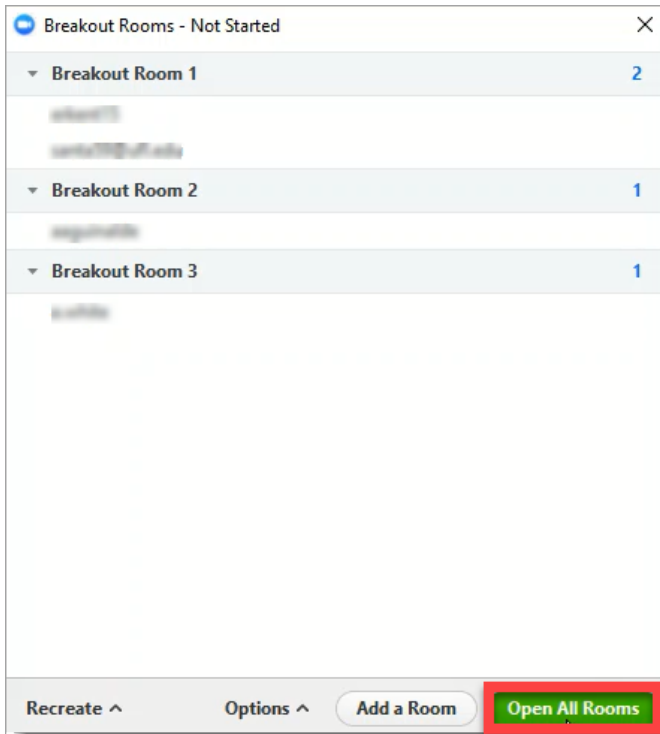 Breakout Rooms - Not Started
Breakout Room 1 2
Breakout Room 2 1
Breakout Room 3 1
Recreate Options Add a Room Open All Rooms